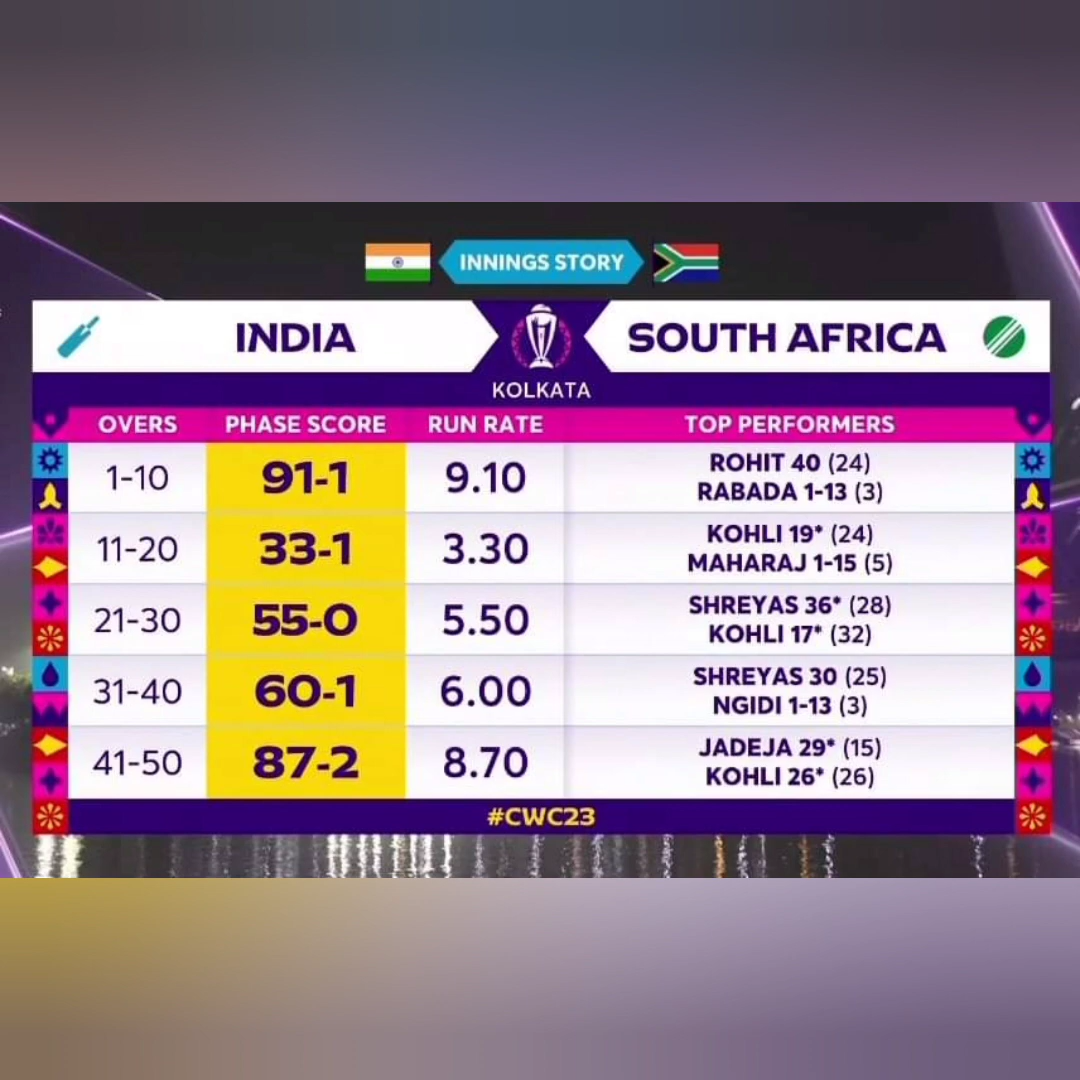 INNINGS STORY
INDIA
SOUTH AFRICA
KOLKATA
OVERS PHASE SCORE RUN RATE TOP PERFORMERS
1-10 91-1 9.10 ROHIT 40 (24)
RABADA 1-13 (3)
11-20 33-1 3.30 KOHLI 19* (24)
MAHARAJ 1-15 (5)
21-30 55-0 5.50 SHREYAS 36* (28)
KOHLI 17* (32)
31-40 60-1 6.00 SHREYAS 30 (25)
NGIDI 1-13 (3)
41-50 87-2 8.70 JADEJA 29* (15)
KOHLI 26* (26)
#CWC23